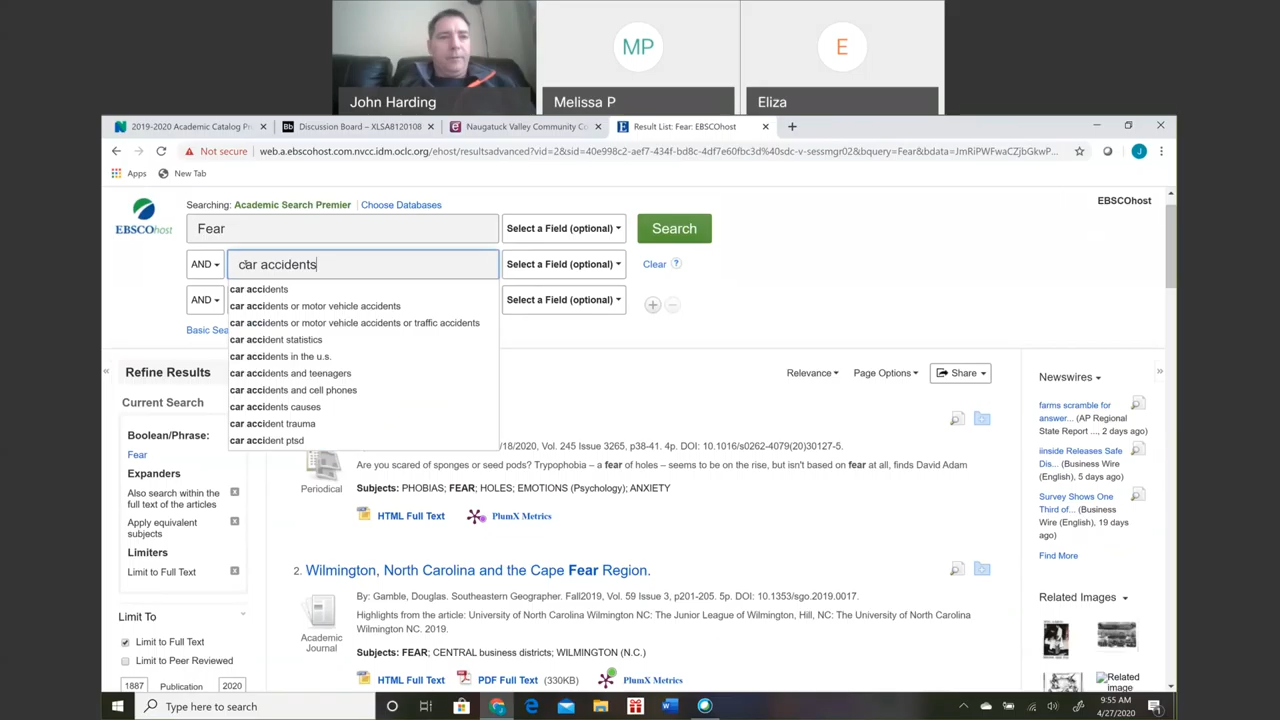 MP
E
John Harding
Melissa P
Eliza
2019-2020 Academic Catalog Pr
Bb
Discussion Board – XLSA8120108
Naugatuck Valley Community Co
Result List: Fear: EBSCOhost
Not secure
web.a.ebscohost.com.nvcc.idm.oclc.org/ehost/resultsadvanced?vid=2&sid=40e998c2-aef7-434f-bd8c-4df7e60fbc3d%40sdc-v-sessmgr02&bquery=Fear&bdata=JmRiPWFwaCZjbGkwP...
J
Apps
New Tab
Searching: Academic Search Premier
Choose Databases
EBSCOhost
EBSCOhost
Fear
Select a Field (optional)
Search
AND
car accidents
Select a Field (optional)
Clear
?
AND
Select a Field (optional)
Basic Sea
car accidents
car accidents or motor vehicle accidents
car accidents or motor vehicle accidents or traffic accidents
car accident statistics
car accidents in the u.s.
car accidents and teenagers
car accidents and cell phones
car accidents causes
car accident trauma
car accident ptsd
«
Refine Results
Current Search
Boolean/Phrase:
Fear
Expanders
Also search within the
full text of the articles
Apply equivalent
subjects
Limiters
Limit to Full Text
Limit To
Limit to Full Text
Limit to Peer Reviewed
1887
Publication
2020
Relevance
Page Options
Share
/18/2020, Vol. 245 Issue 3265, p38-41. 4p. DOI: 10.1016/s0262-4079(20)30127-5.
Are you scared of sponges or seed pods? Trypophobia – a fear of holes – seems to be on the rise, but isn't based on fear at all, finds David Adam
Periodical
Subjects: PHOBIAS; FEAR; HOLES; EMOTIONS (Psychology); ANXIETY
HTML Full Text
PlumX Metrics
2. Wilmington, North Carolina and the Cape Fear Region.
By: Gamble, Douglas. Southeastern Geographer. Fall2019, Vol. 59 Issue 3, p201-205. 5p. DOI: 10.1353/sgo.2019.0017.
Highlights from the article: University of North Carolina Wilmington NC: The Junior League of Wilmington, Hill, NC: The University of North Carolina
Wilmington NC. 2019.
Academic
Journal
Subjects: FEAR; CENTRAL business districts; WILMINGTON (N.C.)
HTML Full Text
PDF Full Text (330KB)
PlumX Metrics
»
Newswires
farms scramble for
answer... (AP Regional
State Report ..., 2 days ago)
iinside Releases Safe
Dis... (Business Wire
(English), 5 days ago)
Survey Shows One
Third of... (Business
Wire (English), 19 days
ago)
Find More
Related Images
Related
image
Type here to search
9:55 AM
4/27/2020